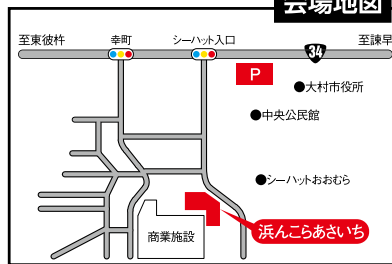 会場地図
至東彼杵
幸町
シーハット入口
34
至諫早
P
●大村市役所
●中央公民館
●シーハットおおむら
商業施設
浜んこらあさいち